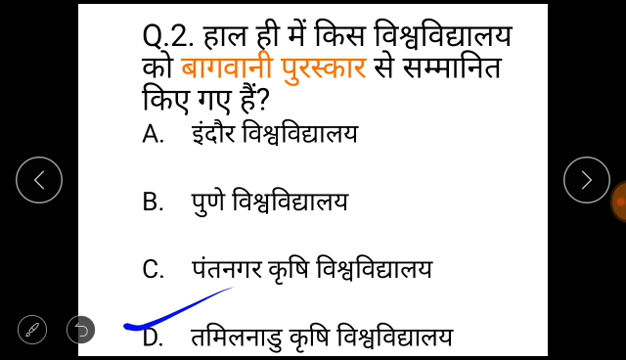 Q.2. हाल ही में किस विश्वविद्यालय
को बागवानी पुरस्कार से सम्मानित
किए गए हैं?
A. इंदौर विश्वविद्यालय
B. पुणे विश्वविद्यालय
C. पंतनगर कृषि विश्वविद्यालय
D. तमिलनाडु कृषि विश्वविद्यालय